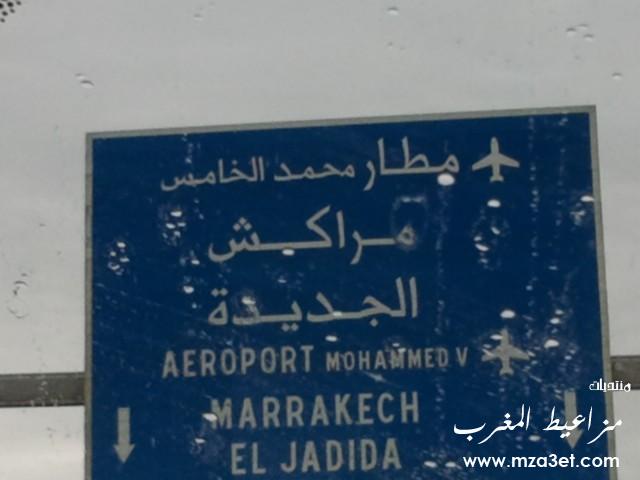 مطار محمد الخامس
مراكش
الجديدة
AEROPORT MOHAMMED V
MARRAKECH
EL JADIDA
منتديات
مزاعيط المغرب
www.mza3et.com